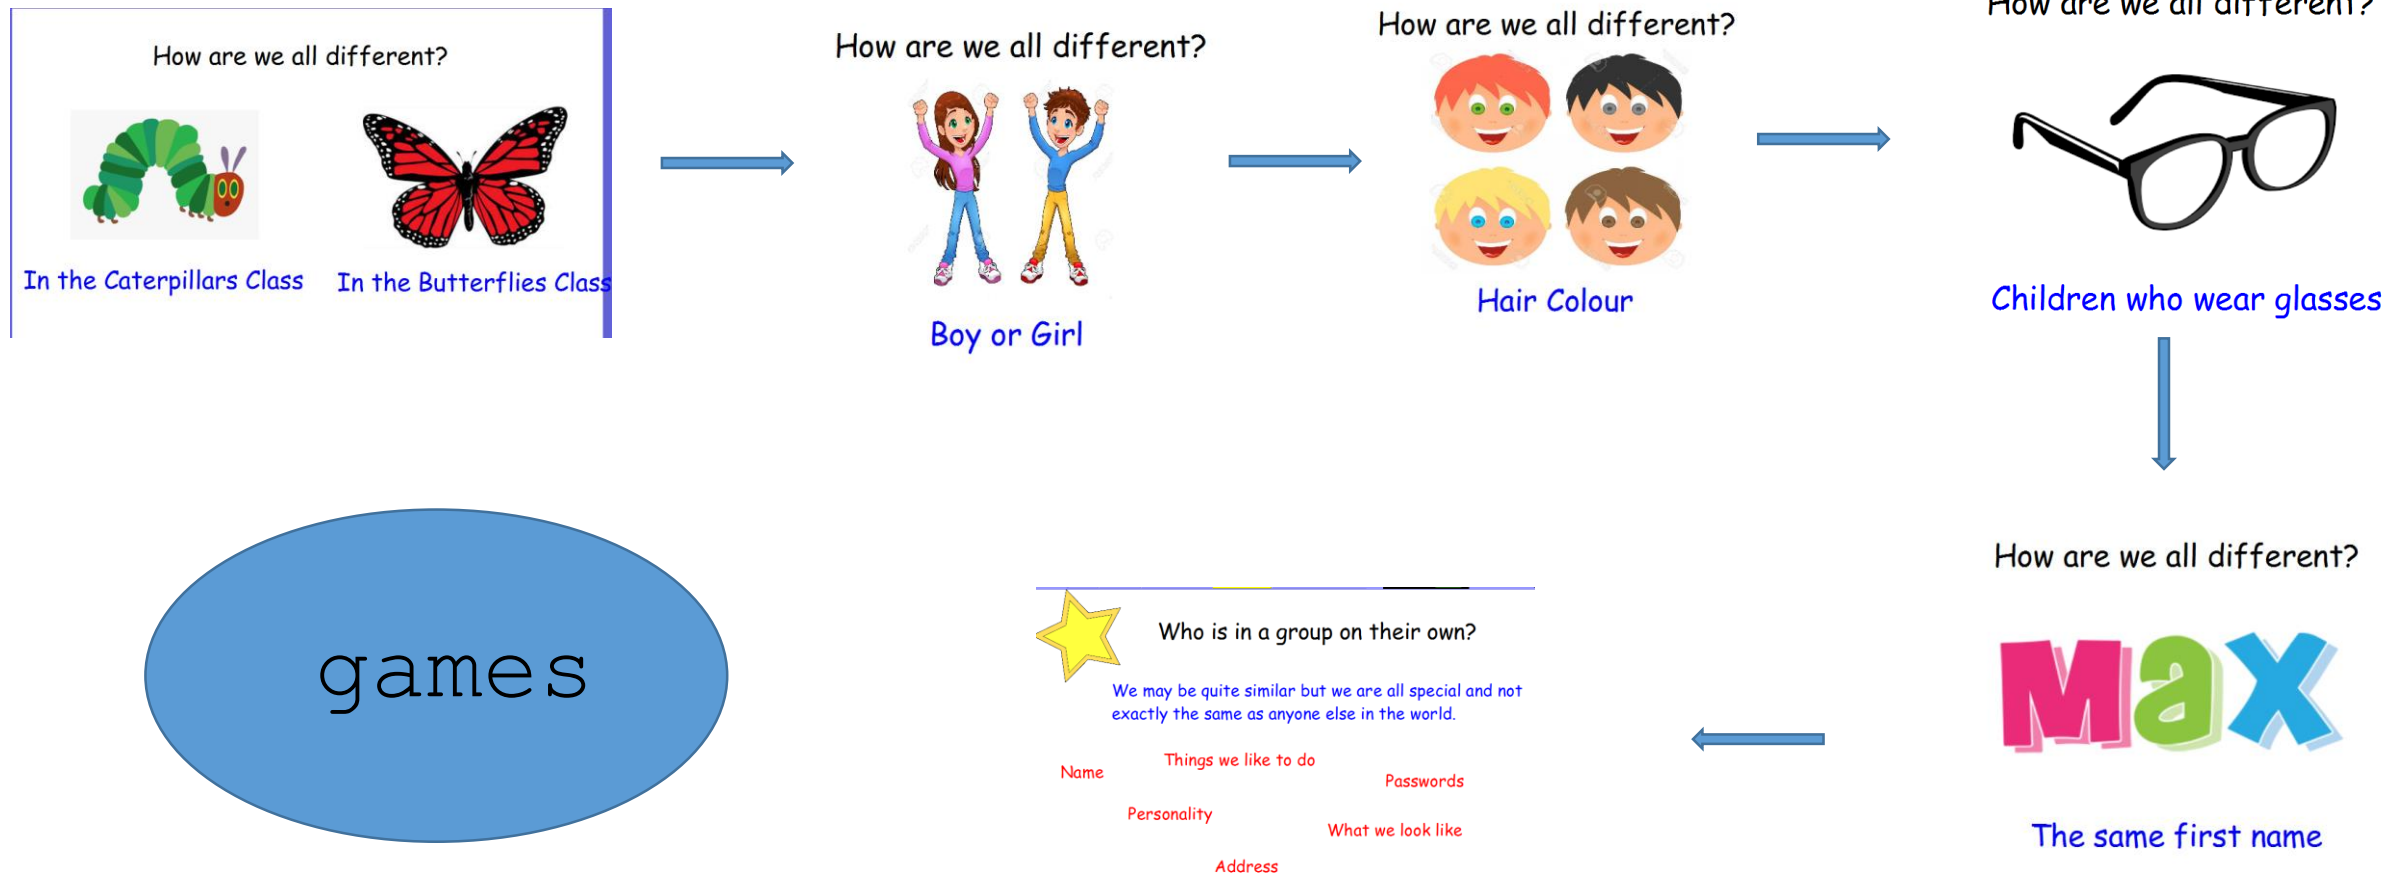 How are we all different?
In the Caterpillars Class
In the Butterflies Class
How are we all different?
Boy or Girl
How are we all different?
Hair Colour
How are we all different?
Children who wear glasses
How are we all different?
Max
The same first name
Who is in a group on their own?
We may be quite similar but we are all special and not
exactly the same as anyone else in the world.
Things we like to do
Name
Passwords
Personality
What we look like
Address
games